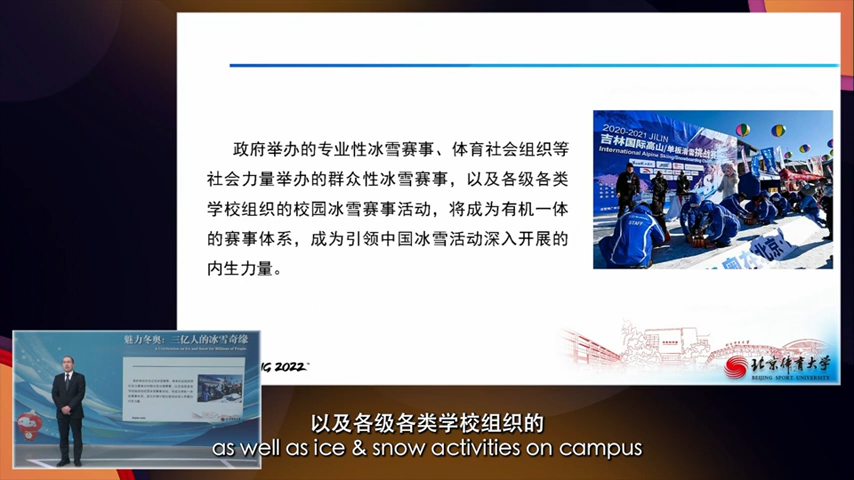 政府举办的专业性冰雪赛事、体育社会组织等
社会力量举办的群众性冰雪赛事，以及各级各类
学校组织的校园冰雪赛事活动，将成为有机一体
的赛事体系，成为引领中国冰雪活动深入开展的
内生力量。
2020-2021 JILIN
吉林国际高山/单板滑雪挑战赛
International Alpine Skiing/Snowboarding
STAFF
北京
魅力冬奥：三亿人的冰雪奇缘
NG 2022
北京体育大学
BEIJING SPORT UNIVERSITY
以及各级各类学校组织的
as well as ice & snow activities on campus